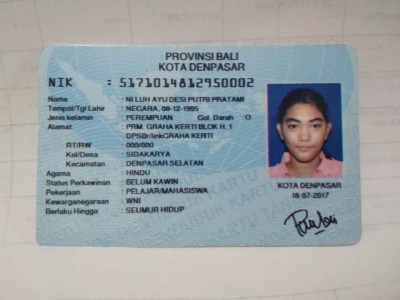 PROVINSI BALI
KOTA DENPASAR
NIK : 5171014812950002
Nama : NI LUH AYU DESI PUTRI PRATAMI
Tempat/Tgl Lahir : NEGARA, 08-12-1995
Jenis kelamin : PEREMPUAN Gol. Darah : O
Alamat : PRM. GRAHA KERTI BLOK H. 1
DPSBr/linkGRAHA KERTI
RT/RW : 000/000
Kel/Desa : SIDAKARYA
Kecamatan : DENPASAR SELATAN
Agama : HINDU
Status Perkawinan : BELUM KAWIN
Pekerjaan : PELAJAR/MAHASISWA
Kewarganegaraan : WNI
Berlaku Hingga : SEUMUR HIDUP
KOTA DENPASAR
18-07-2017